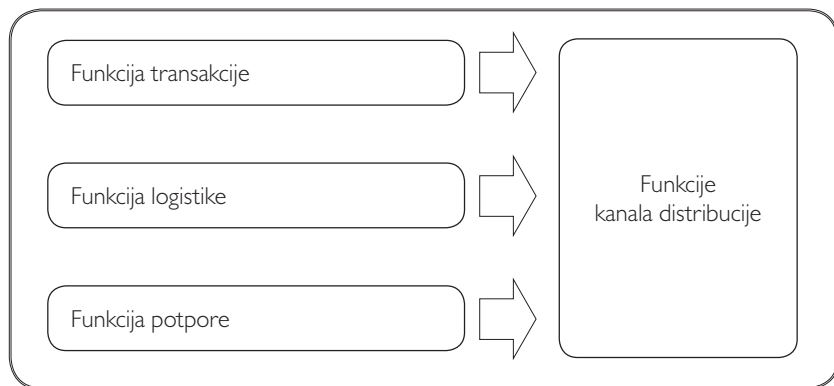 Funkcija transakcije
Funkcija logistike
Funkcija potpore
Funkcije
kanala distribucije